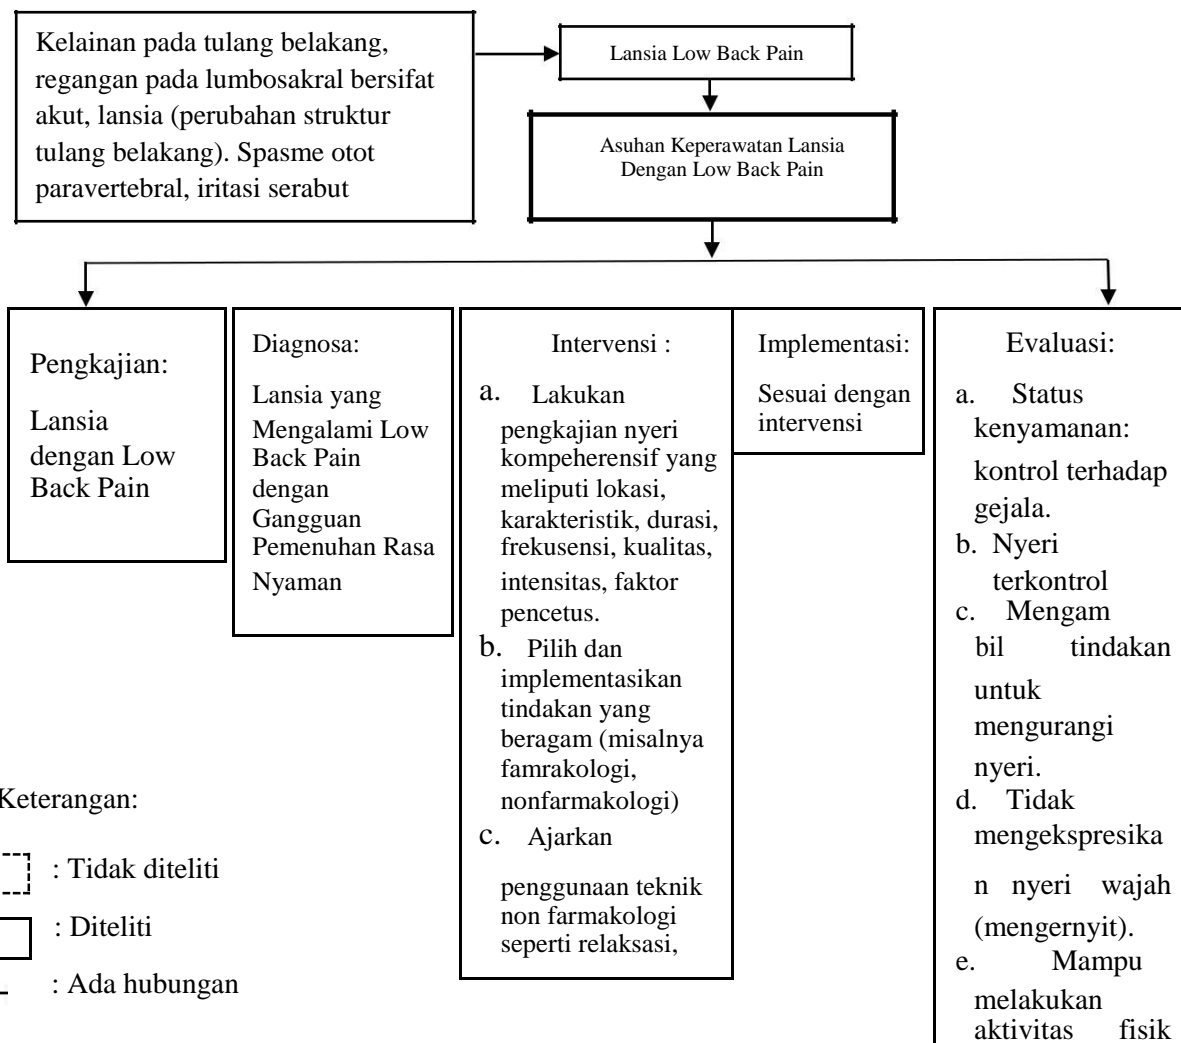 Kelainan pada tulang belakang,
regangan pada lumbosakral bersifat
akut, lansia (perubahan struktur
tulang belakang). Spasme otot
paravertebral, iritasi serabut
Lansia Low Back Pain
Asuhan Keperawatan Lansia
Dengan Low Back Pain
Pengkajian:
Lansia
dengan Low
Back Pain
Diagnosa:
Lansia yang
Mengalami Low
Back Pain
dengan
Gangguan
Pemenuhan Rasa
Nyaman
Intervensi :
a. Lakukan
pengkajian nyeri
kompeherensif yang
meliputi lokasi,
karakteristik, durasi,
frekusensi, kualitas,
intensitas, faktor
pencetus.
b. Pilih dan
implementasikan
tindakan yang
beragam (misalnya
famrakologi,
nonfarmakologi)
c. Ajarkan
penggunaan teknik
non farmakologi
seperti relaksasi,
Implementasi:
Sesuai dengan
intervensi
Evaluasi:
a. Status
kenyamanan:
kontrol terhadap
gejala.
b. Nyeri
terkontrol
c. Mengam
bil tindakan
untuk
mengurangi
nyeri.
d. Tidak
mengekspresika
n nyeri wajah
(mengernyit).
e. Mampu
melakukan
aktivitas fisik
Keterangan:
: Tidak diteliti
: Diteliti
: Ada hubungan